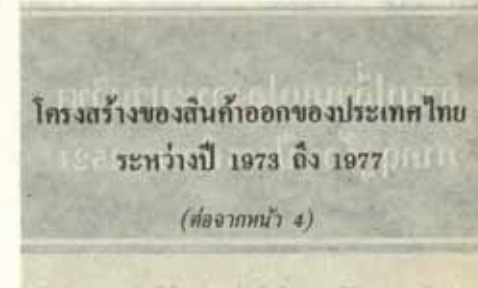 โครงสร้างของสินค้าออกของประเทศไทย
ระหว่างปี 1973 ถึง 1977
(ต่อจากหน้า 4)